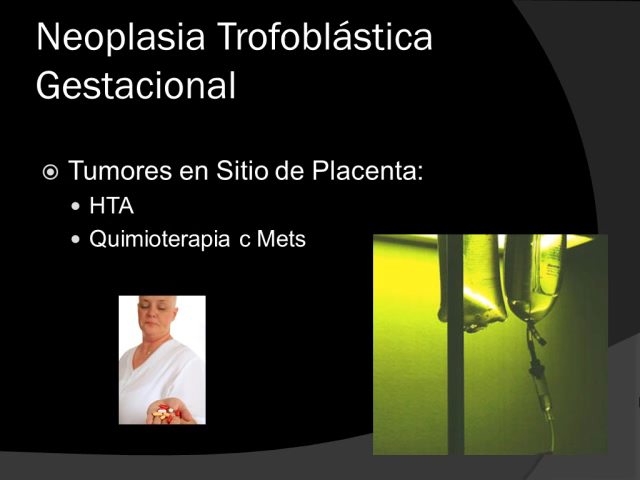 Neoplasia Trofoblástica
Gestacional
Tumores en Sitio de Placenta:
HTA
Quimioterapia c Mets